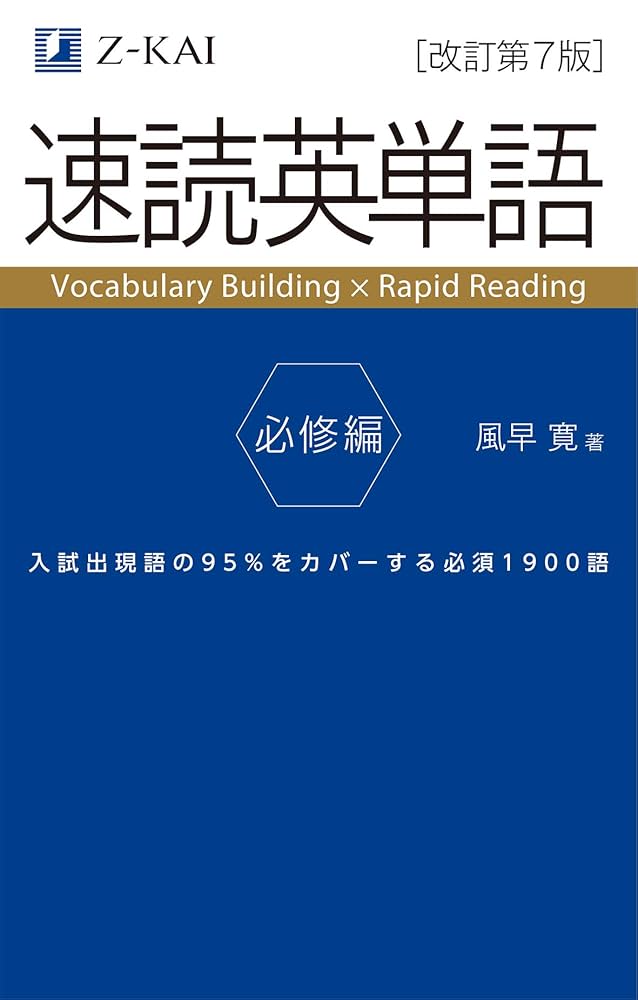 Z-KAI
[改訂第7版]
速読英単語
Vocabulary Building × Rapid Reading
必修編
風早 寛 著
入試出現語の95%をカバーする必須1900語